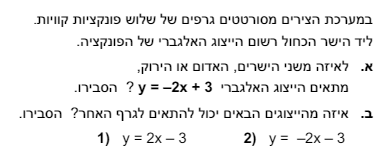 במערכת הצירים מסורטטים גרפים של שלוש פונקציות קוויות.
ליד הישר הכחול רשום הייצוג האלגברי של הפונקציה.
א. לאיזה משני הישרים, האדום או הירוק,
מתאים הייצוג האלגברי y = –2x + 3 ? הסבירו.
ב. איזה מהייצוגים הבאים יכול להתאים לגרף האחר? הסבירו.
1) y = 2x – 3 2) y = –2x – 3